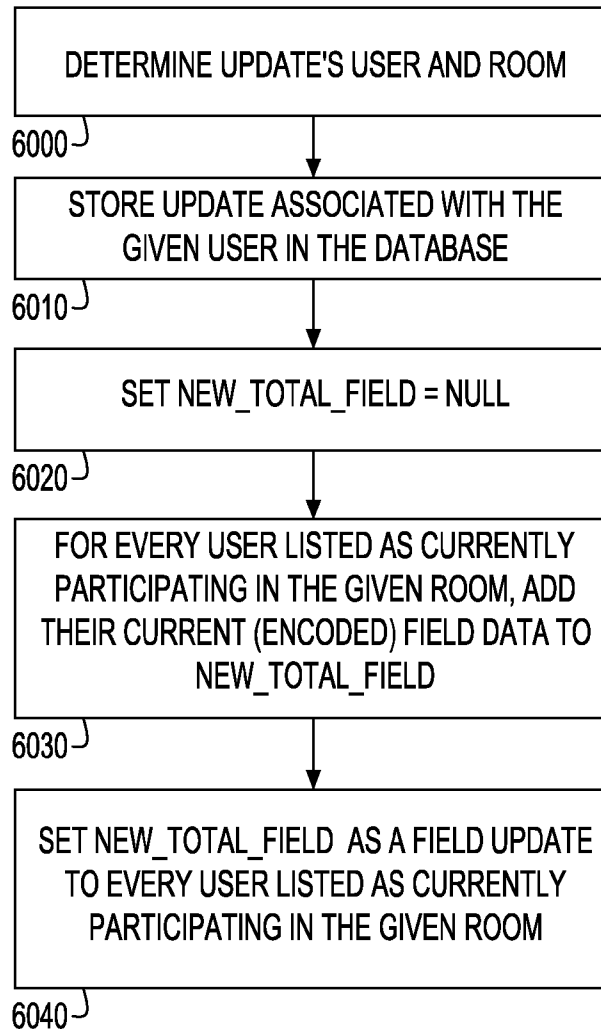 DETERMINE UPDATE'S USER AND ROOM
6000
STORE UPDATE ASSOCIATED WITH THE
GIVEN USER IN THE DATABASE
6010
SET NEW_TOTAL_FIELD = NULL
6020
FOR EVERY USER LISTED AS CURRENTLY
PARTICIPATING IN THE GIVEN ROOM, ADD
THEIR CURRENT (ENCODED) FIELD DATA TO
NEW_TOTAL_FIELD
6030
SET NEW_TOTAL_FIELD AS A FIELD UPDATE
TO EVERY USER LISTED AS CURRENTLY
PARTICIPATING IN THE GIVEN ROOM
6040